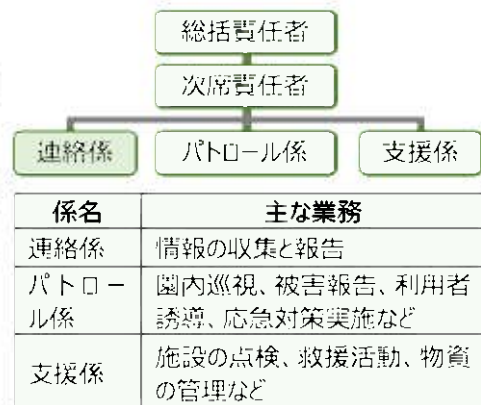 総括責任者
次席責任者
連絡係 パトロール係 支援係
係名 主な業務
連絡係 情報の収集と報告
パトロー 園内巡視、被害報告、利用者
ル係 誘導、応急対策実施など
支援係 施設の点検、救援活動、物資
の管理など